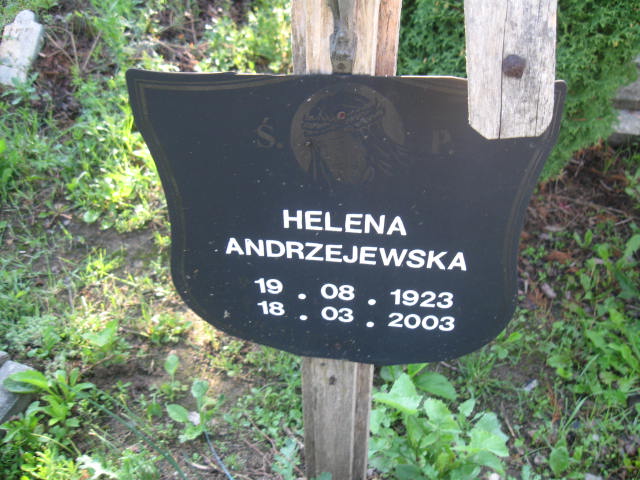 Ś. P.
HELENA
ANDRZEJEWSKA
19 . 08 . 1923
18 . 03 . 2003